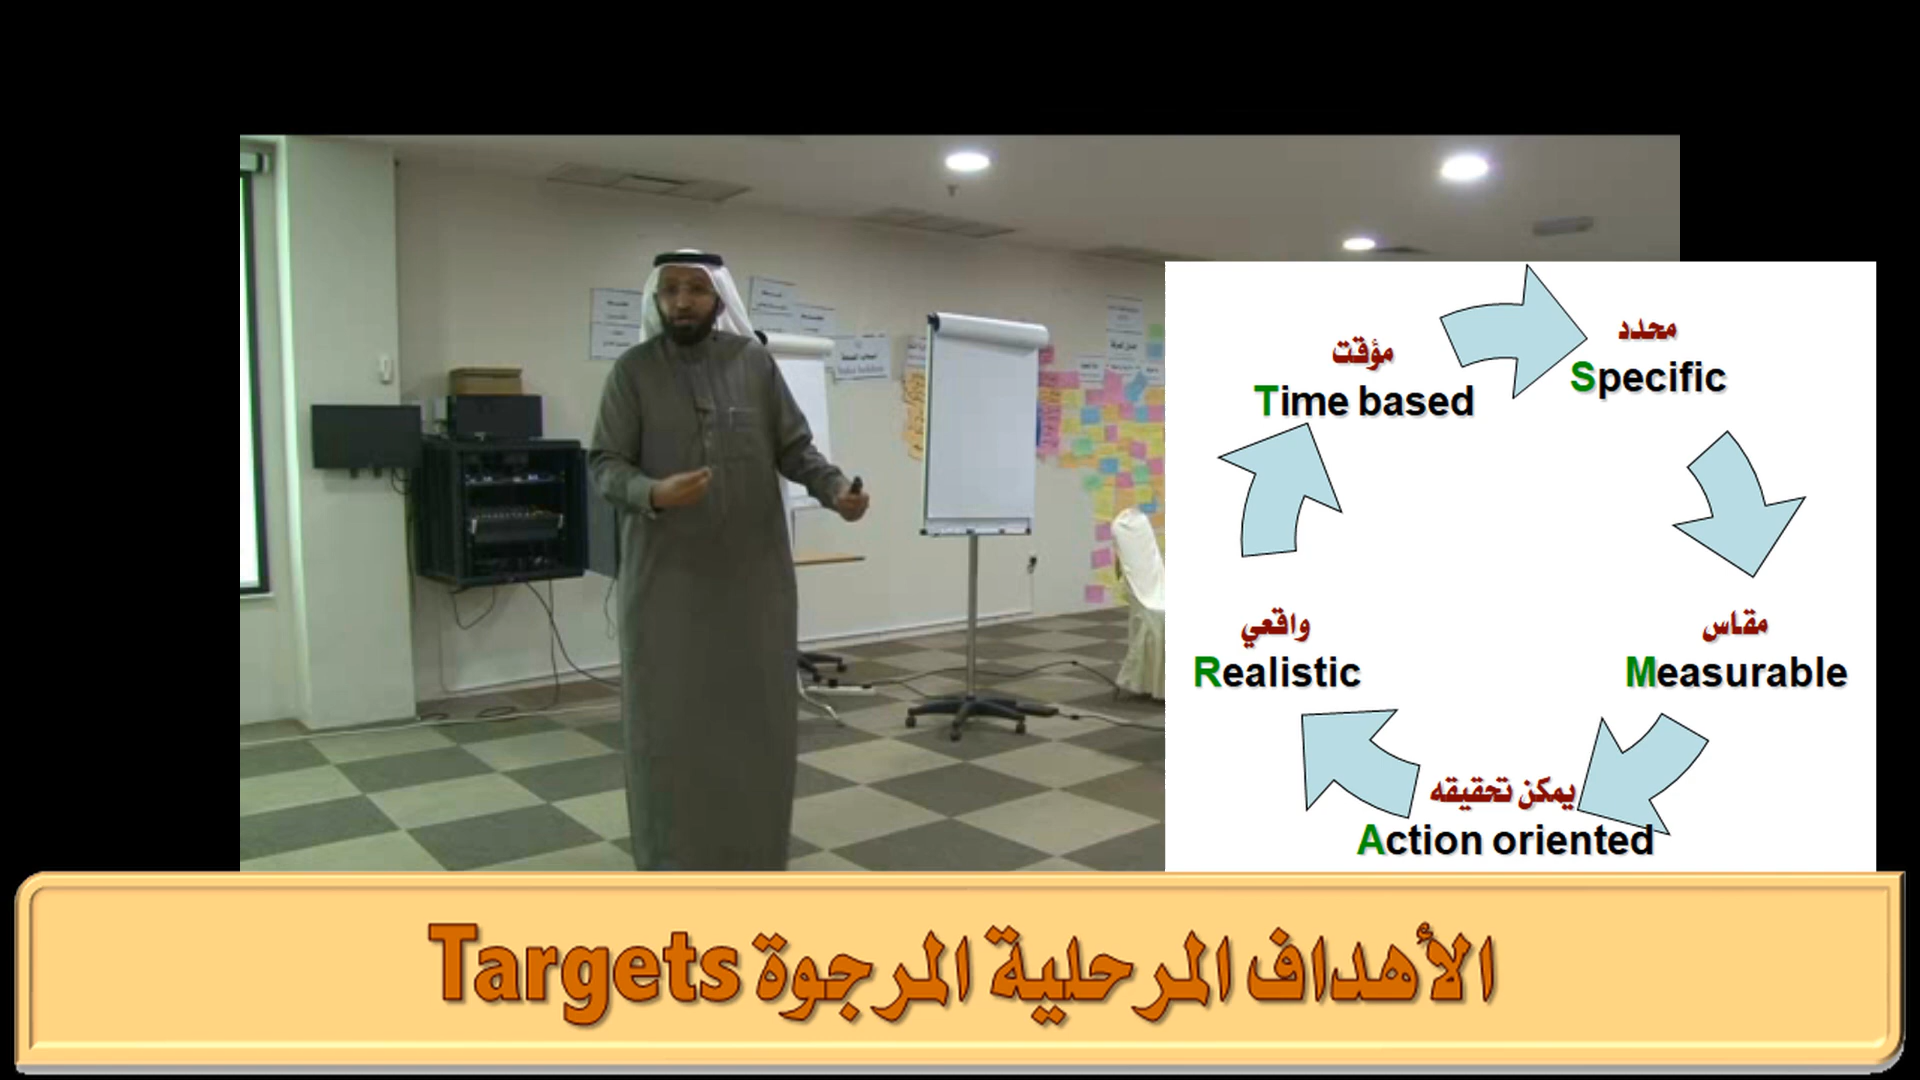 محدد
Specific
مؤقت
Time based
مقاس
Measurable
واقعي
Realistic
يمكن تحقيقه
Action oriented
الأهداف المرحلية المرجوة Targets